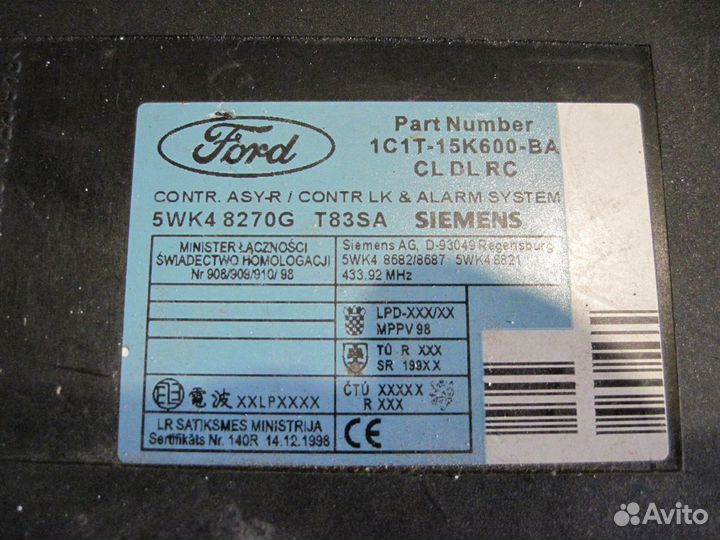 Ford
Part Number
1C1T-15K600-BA
CL DL RC
CONTR. ASY-R / CONTR LK & ALARM SYSTEM
5WK4 8270G T83SA SIEMENS
MINISTER ŁĄCZNOŚCI
ŚWIADECTWO HOMOLOGACJI
Nr 908/909/910/ 98
Siemens AG, D-93049 Regensburg
5WK4 8682/8687 5WK4 8821
433.92 MHz
LPD-XXX/XX
MPPV 98
TÚ R XXX
SR 199XX
電波 XXLPXXXX
ČTÚ XXXXX
R XXX
LR SATIKSMES MINISTRIJA
Sertifikāts Nr. 140R 14.12.1998
CE
Avito